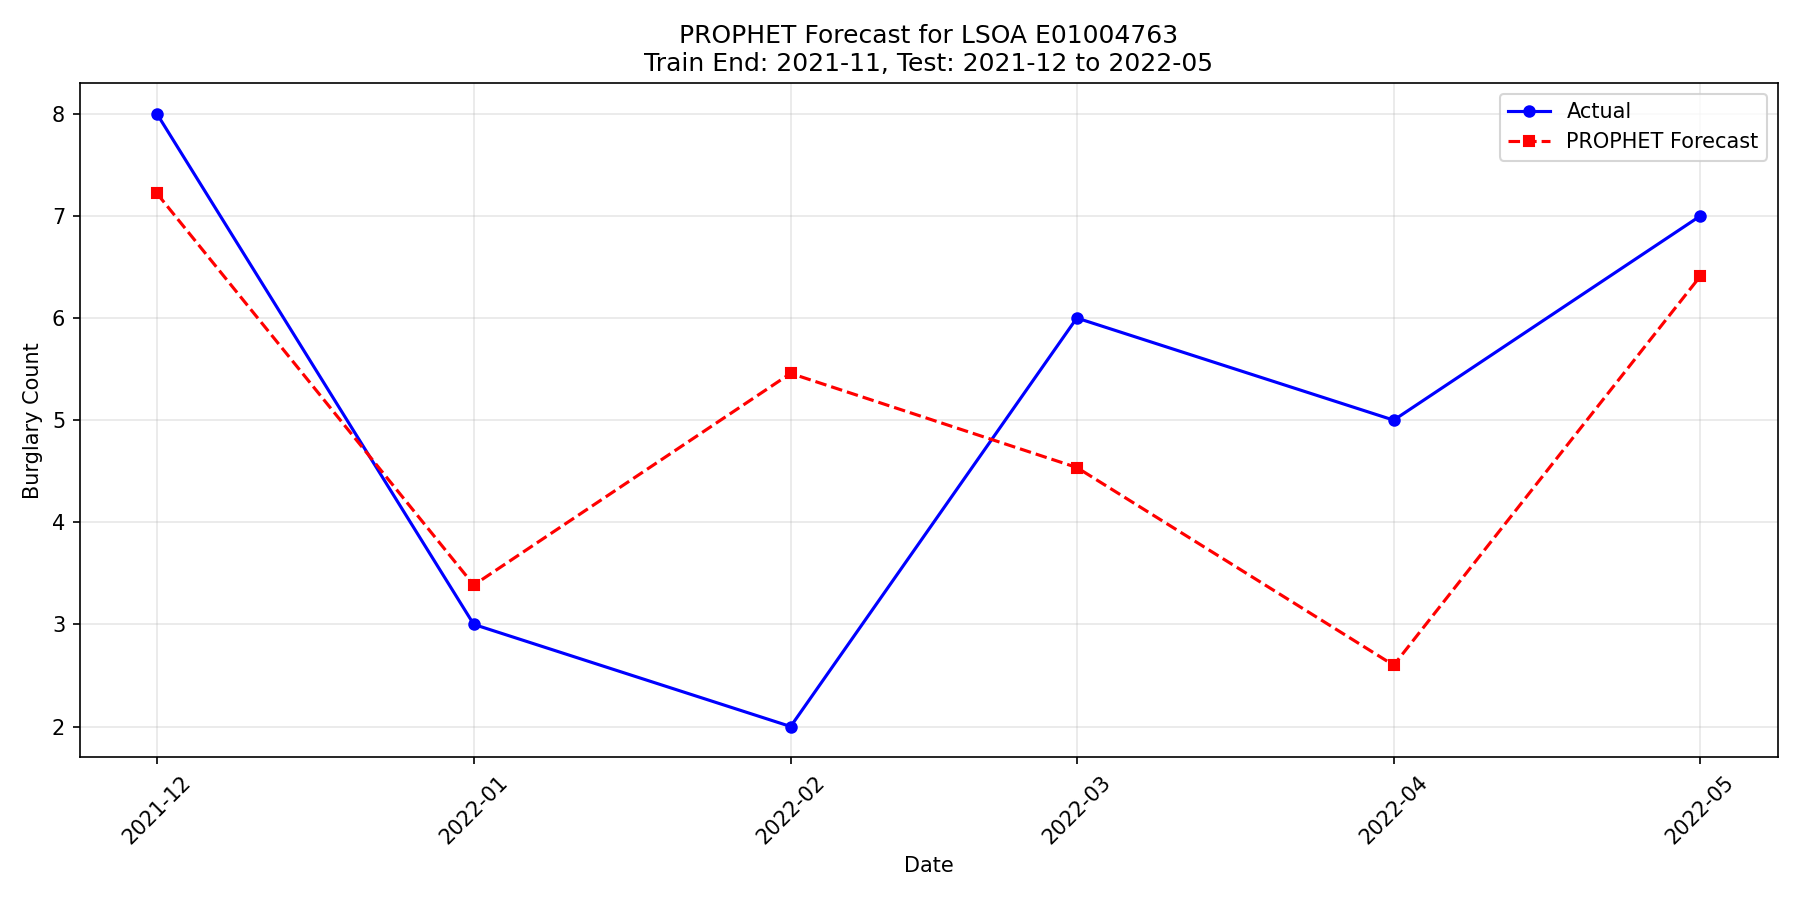 PROPHET Forecast for LSOA E01004763
Train End: 2021-11, Test: 2021-12 to 2022-05
Actual
PROPHET Forecast
Burglary Count
8
7
6
5
4
3
2
2021-12
2022-01
2022-02
2022-03
2022-04
2022-05
Date